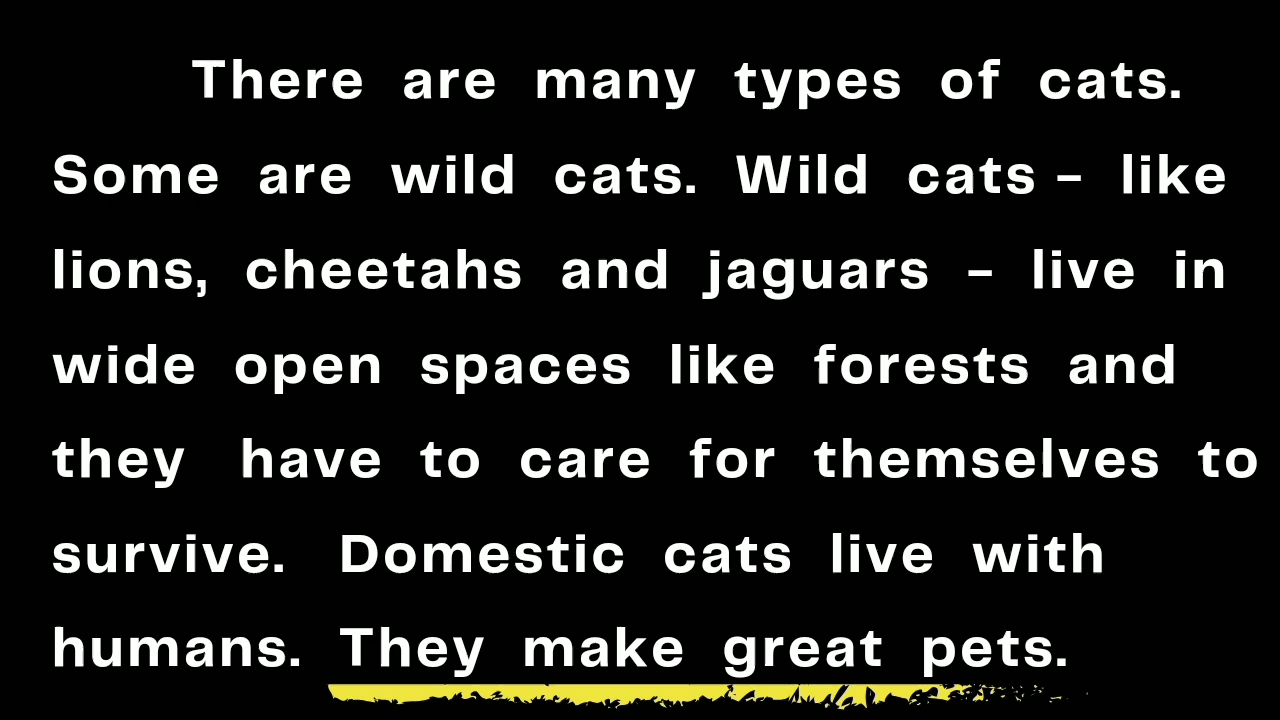 There are many types of cats.
Some are wild cats. Wild cats – like
lions, cheetahs and jaguars – live in
wide open spaces like forests and
they have to care for themselves to
survive. Domestic cats live with
humans. They make great pets.